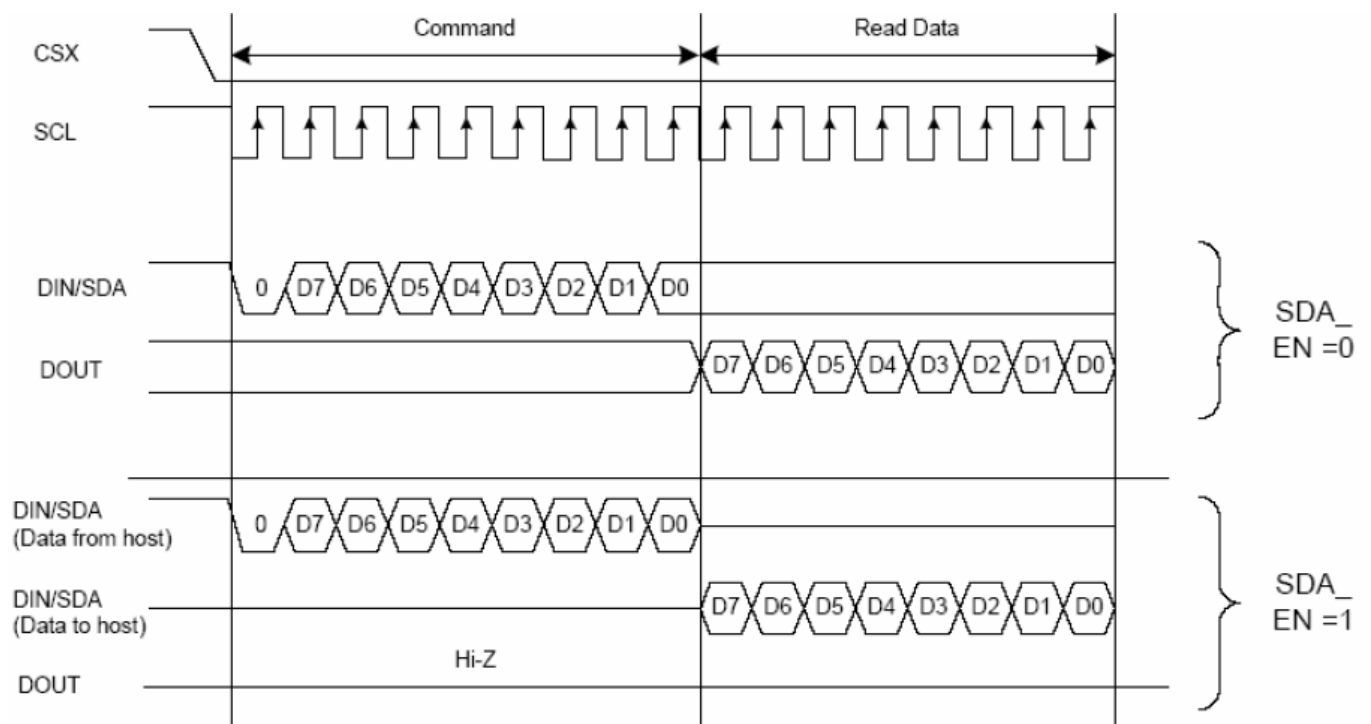 Command
Read Data
CSX
SCL
DIN/SDA
0 D7 D6 D5 D4 D3 D2 D1 D0
DOUT
D7 D6 D5 D4 D3 D2 D1 D0
SDA_
EN =0
DIN/SDA
(Data from host)
0 D7 D6 D5 D4 D3 D2 D1 D0
DIN/SDA
(Data to host)
D7 D6 D5 D4 D3 D2 D1 D0
Hi-Z
DOUT
SDA_
EN =1